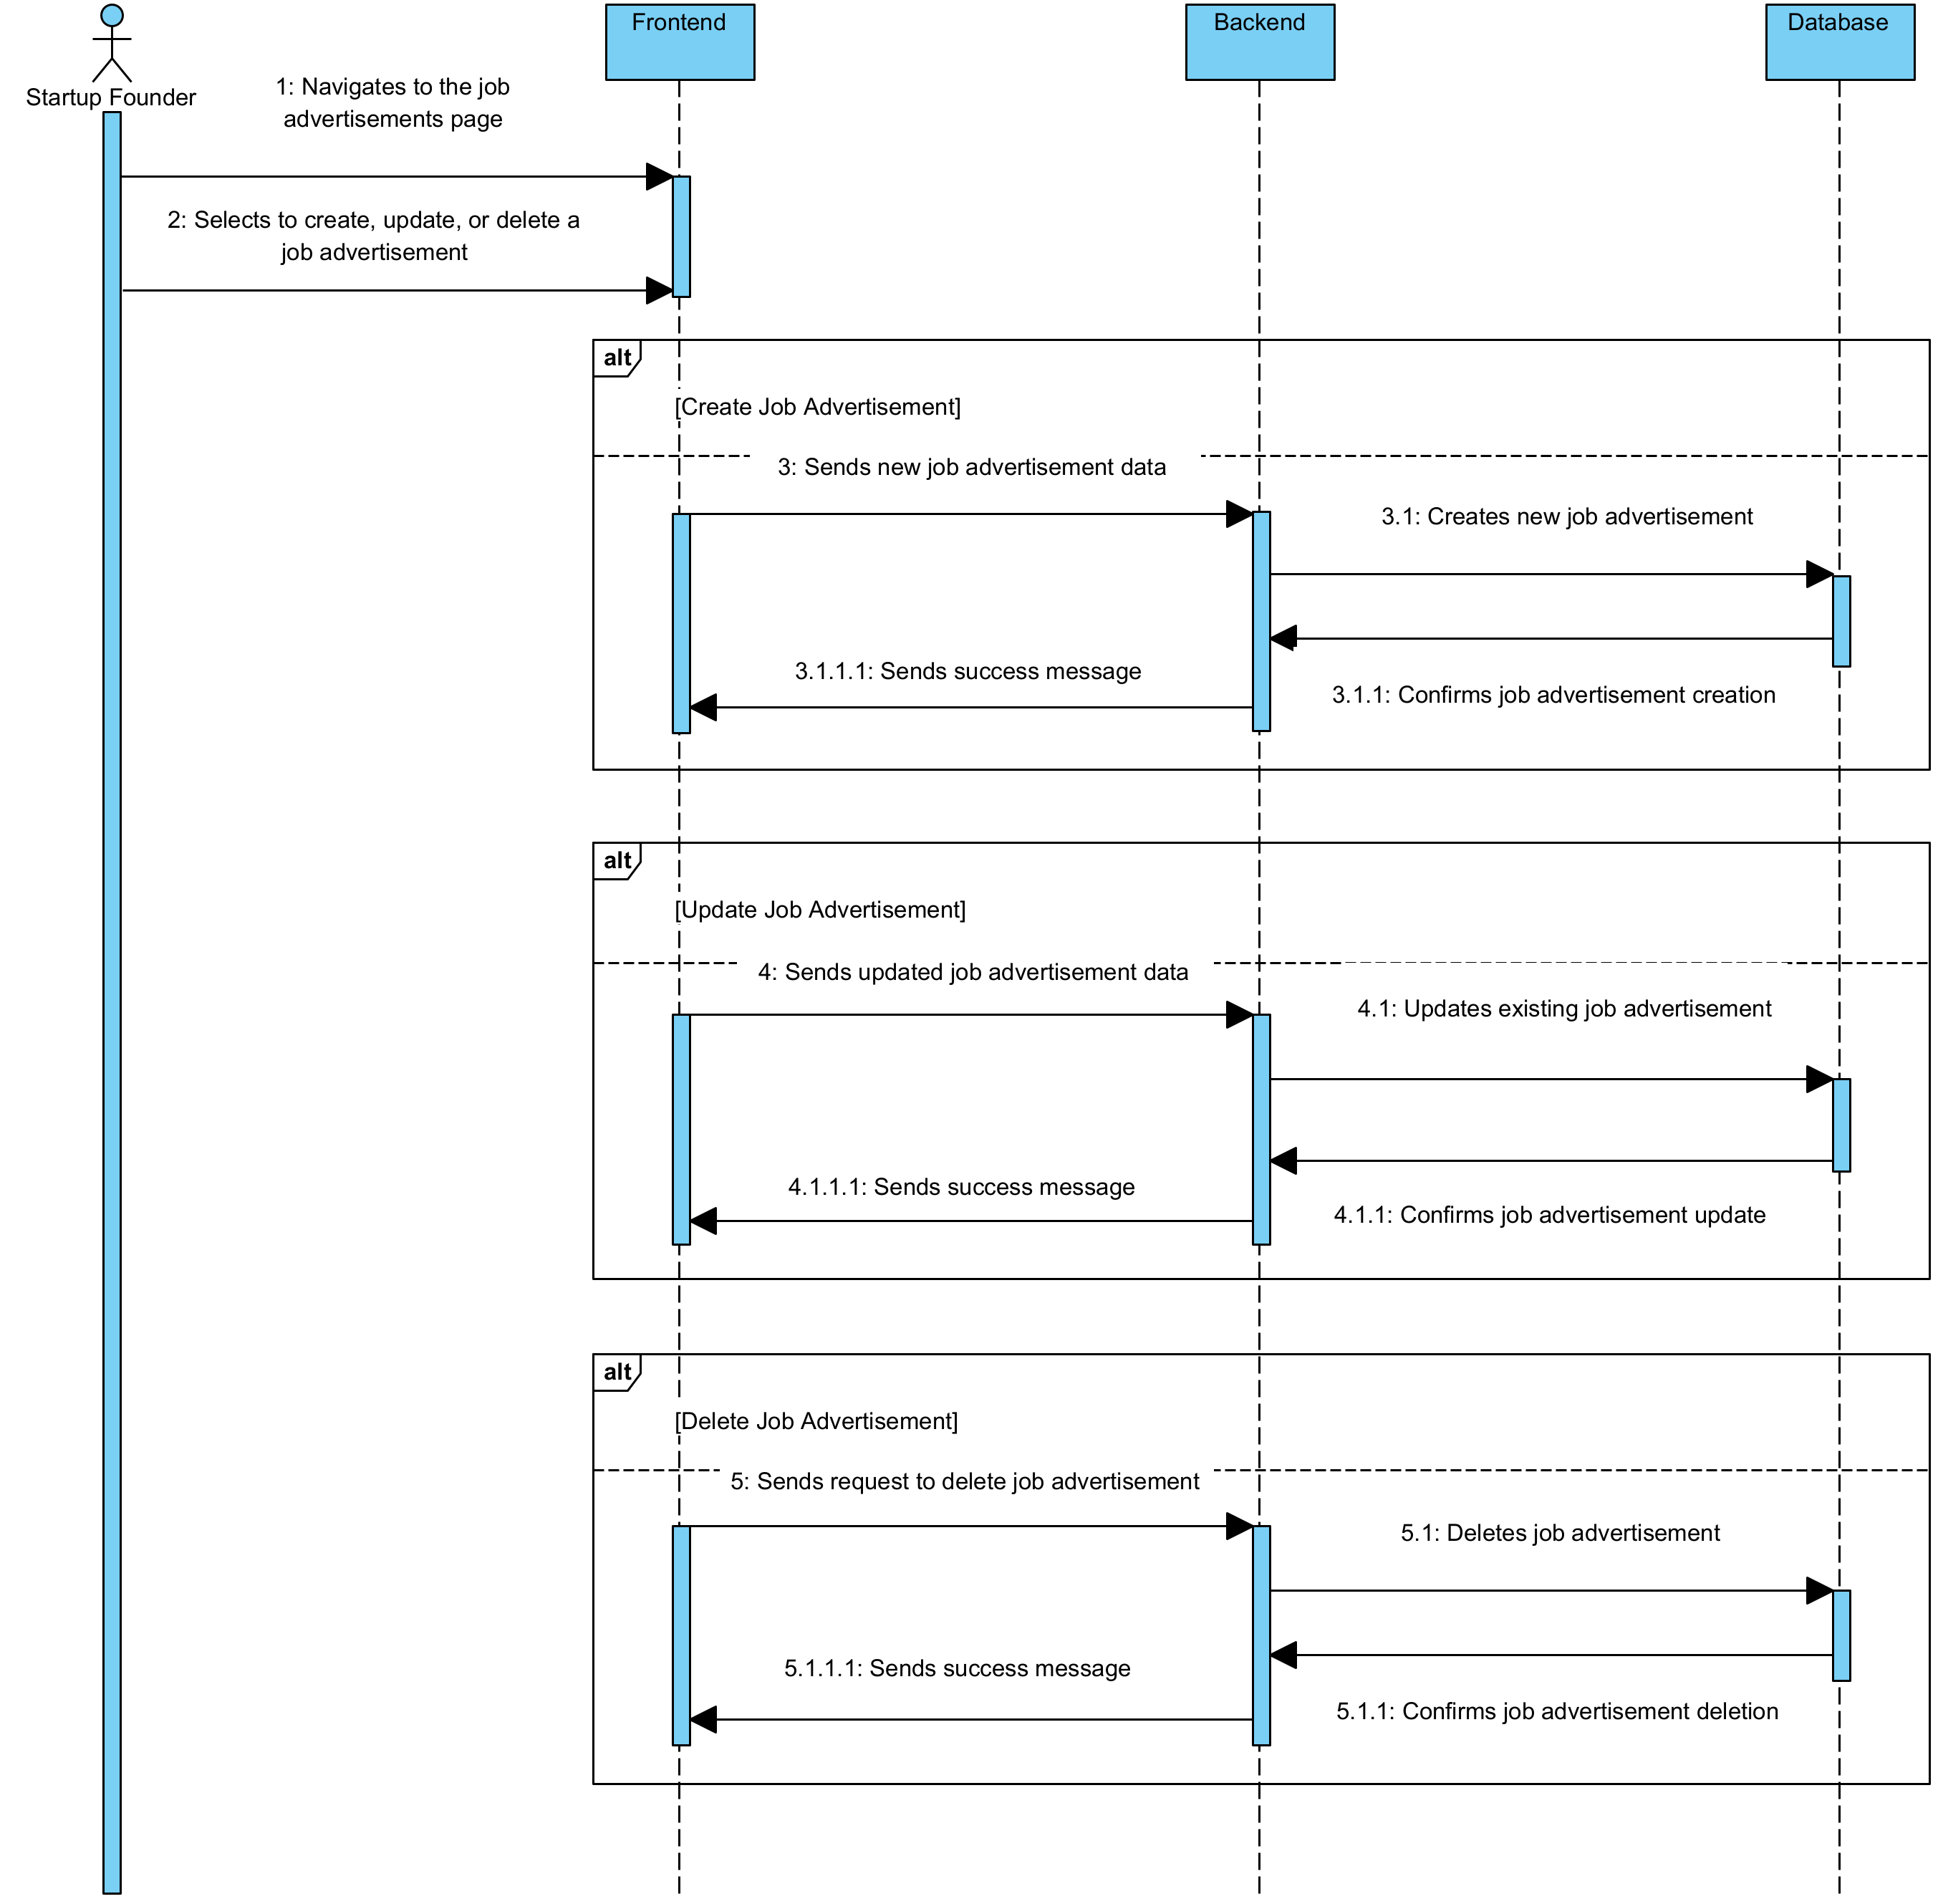 Frontend
Backend
Database
Startup Founder
1: Navigates to the job
advertisements page
2: Selects to create, update, or delete a
job advertisement
alt
[Create Job Advertisement]
3: Sends new job advertisement data
3.1: Creates new job advertisement
3.1.1.1: Sends success message
3.1.1: Confirms job advertisement creation
alt
[Update Job Advertisement]
4: Sends updated job advertisement data
4.1: Updates existing job advertisement
4.1.1.1: Sends success message
4.1.1: Confirms job advertisement update
alt
[Delete Job Advertisement]
5: Sends request to delete job advertisement
5.1: Deletes job advertisement
5.1.1.1: Sends success message
5.1.1: Confirms job advertisement deletion